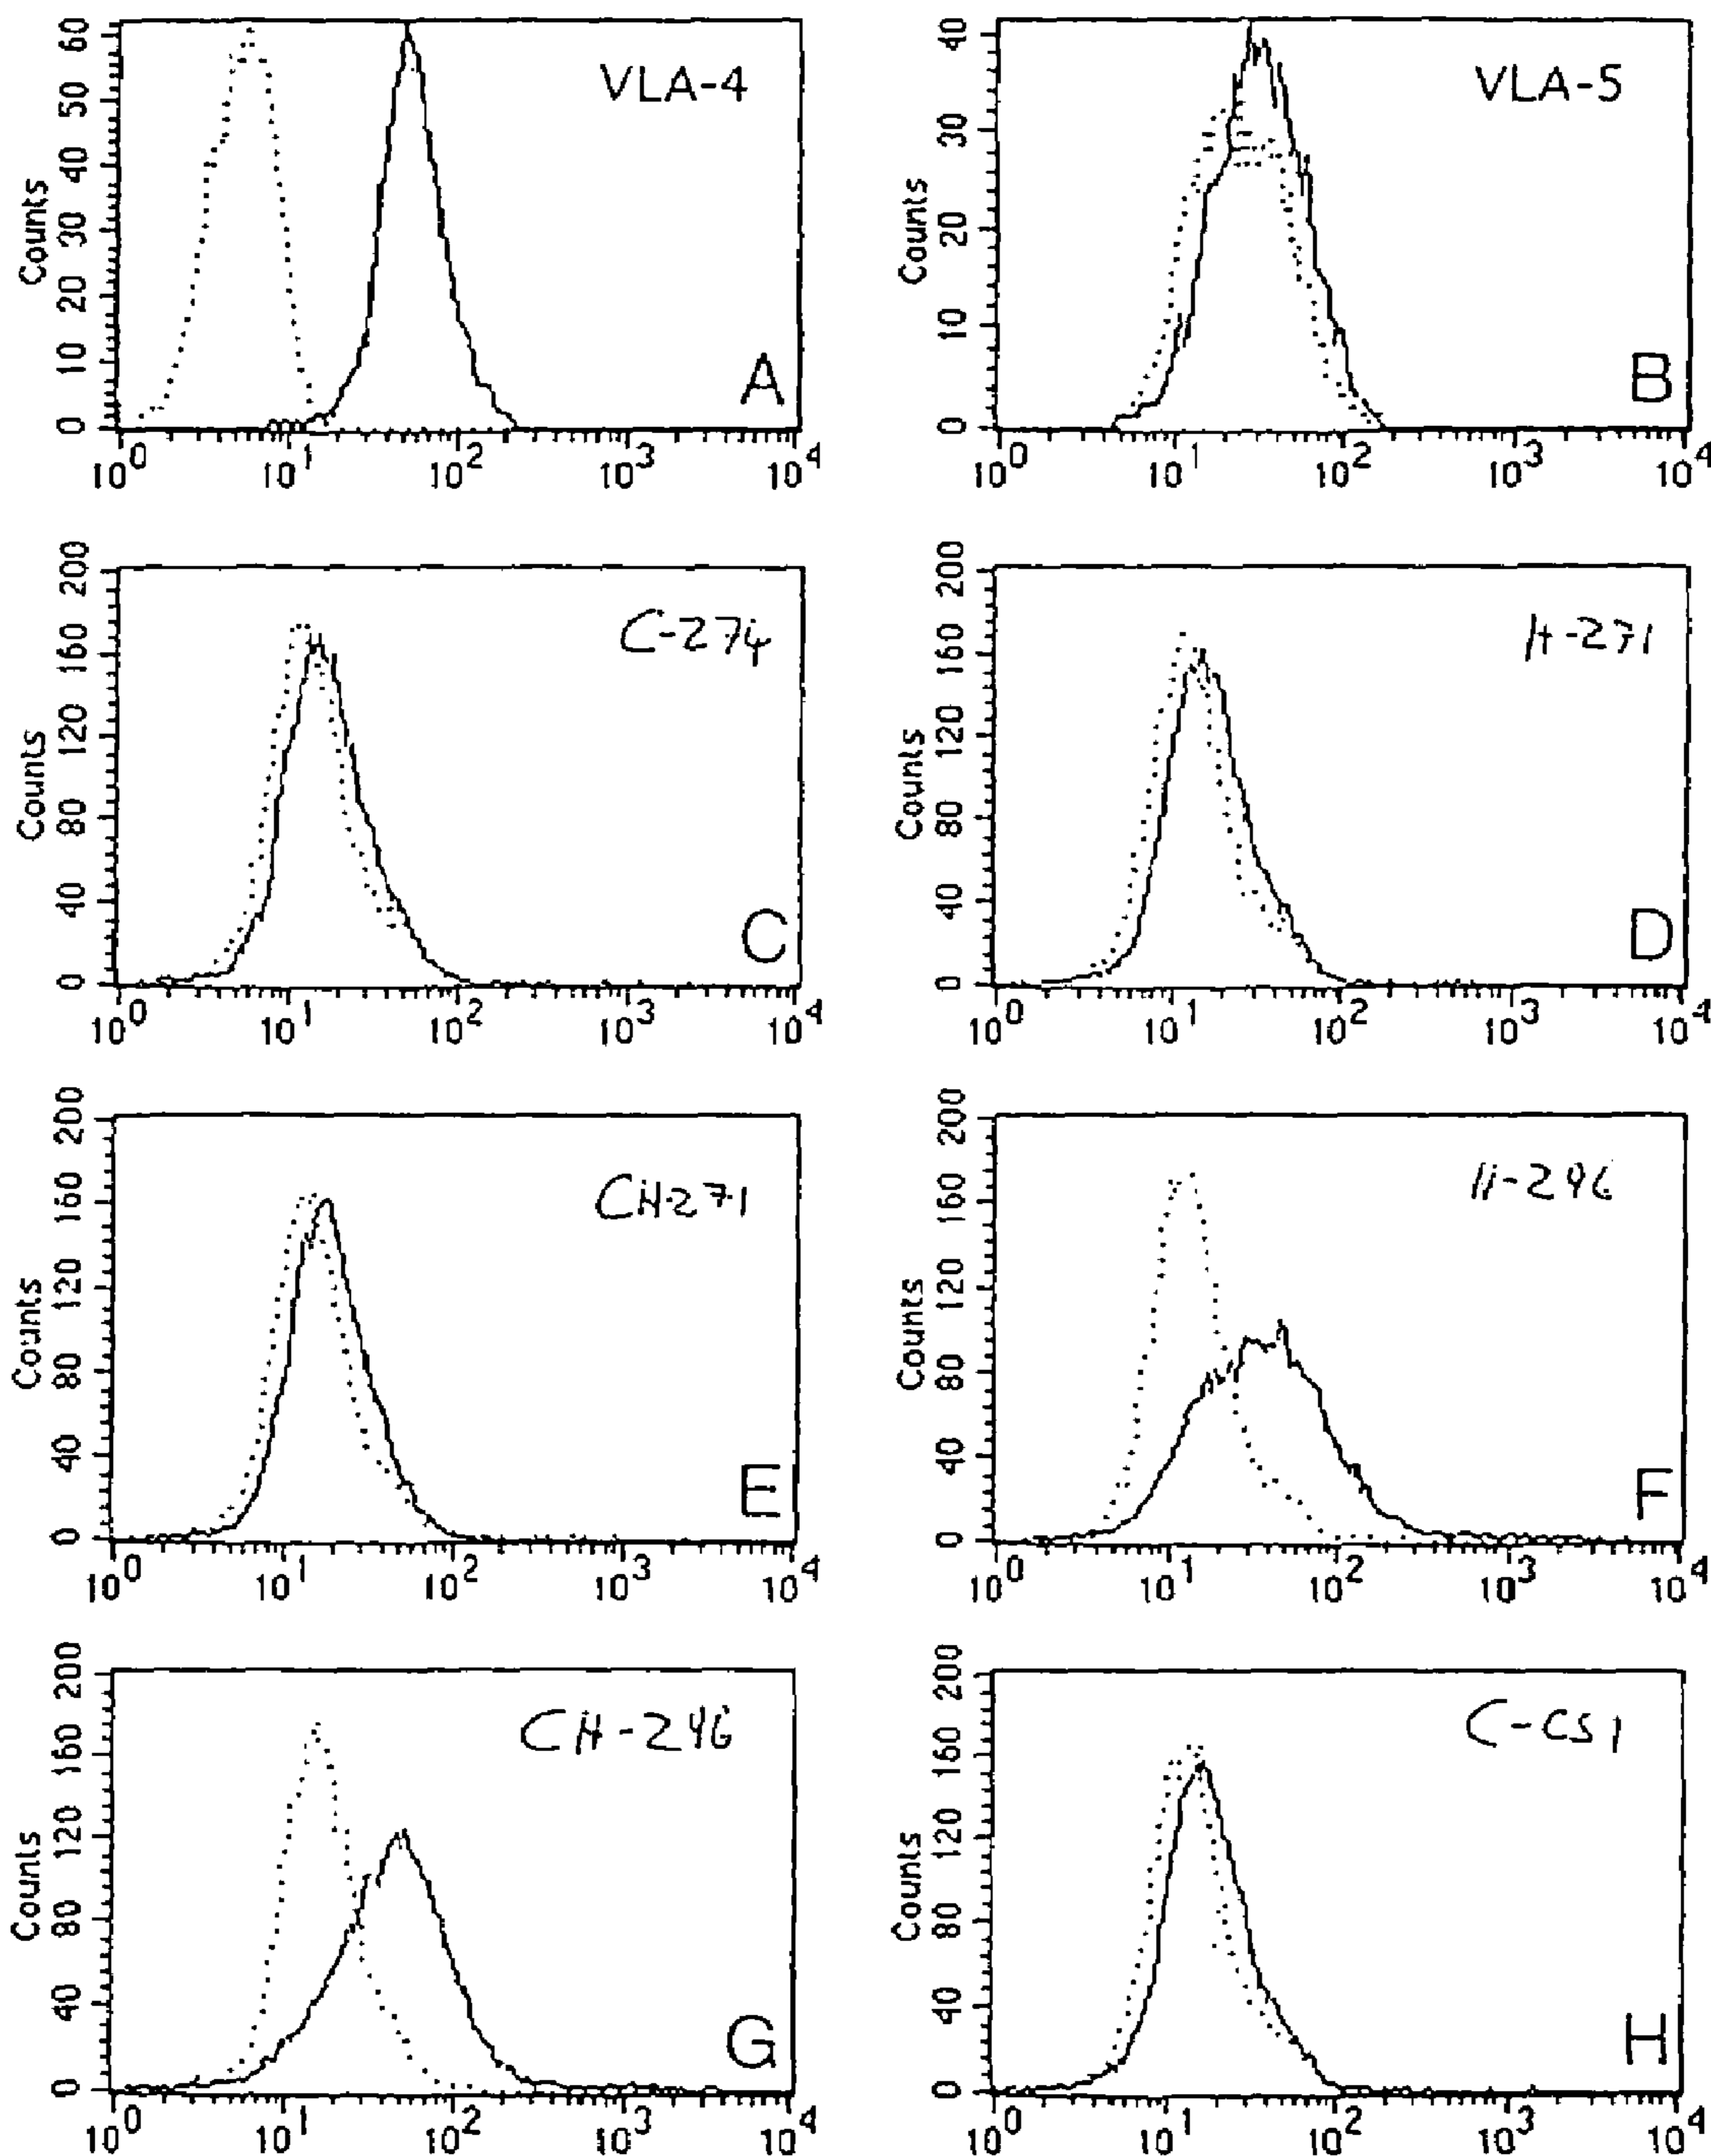 VLA-4
Counts
0 10 20 30 40 50 60
10^0 10^1 10^2 10^3 10^4
A
VLA-5
Counts
0 10 20 30 40
10^0 10^1 10^2 10^3 10^4
B
C-274
Counts
0 40 80 120 160 200
10^0 10^1 10^2 10^3 10^4
C
H-271
Counts
0 40 80 120 160 200
10^0 10^1 10^2 10^3 10^4
D
CH-271
Counts
0 40 80 120 160 200
10^0 10^1 10^2 10^3 10^4
E
H-296
Counts
0 40 80 120 160 200
10^0 10^1 10^2 10^3 10^4
F
CH-296
Counts
0 40 80 120 160 200
10^0 10^1 10^2 10^3 10^4
G
C-CS1
Counts
0 40 80 120 160 200
10^0 10^1 10^2 10^3 10^4
H